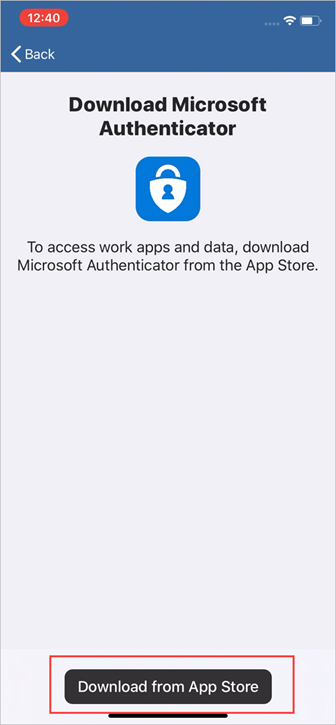 12:40
Back
Download Microsoft
Authenticator
To access work apps and data, download
Microsoft Authenticator from the App Store.
Download from App Store